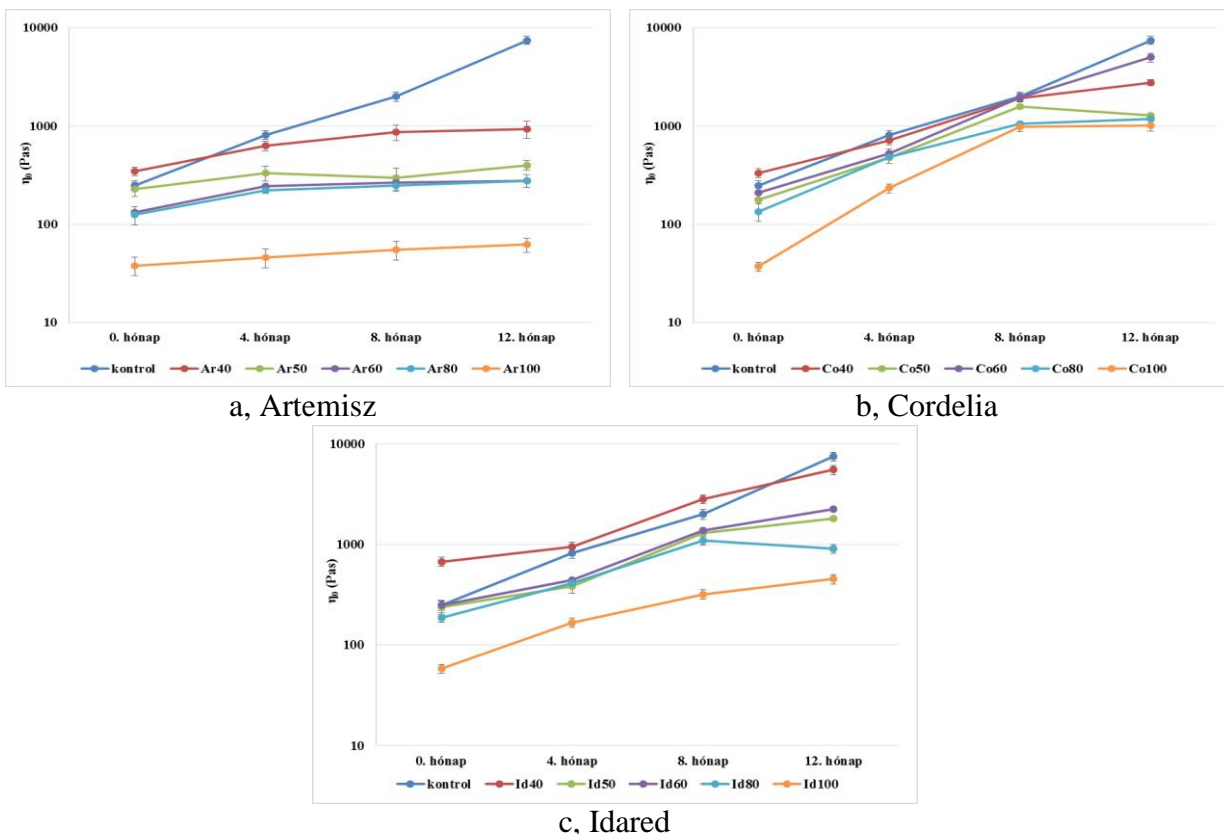 10000
1000
100
10
η₀ (Pas)
0. hónap 4. hónap 8. hónap 12. hónap
kontrol Ar40 Ar50 Ar60 Ar80 Ar100
a, Artemisz
10000
1000
100
10
η₀ (Pas)
0. hónap 4. hónap 8. hónap 12. hónap
kontrol Co40 Co50 Co60 Co80 Co100
b, Cordelia
10000
1000
100
10
η₀ (Pas)
0. hónap 4. hónap 8. hónap 12. hónap
kontrol Id40 Id50 Id60 Id80 Id100
c, Idared